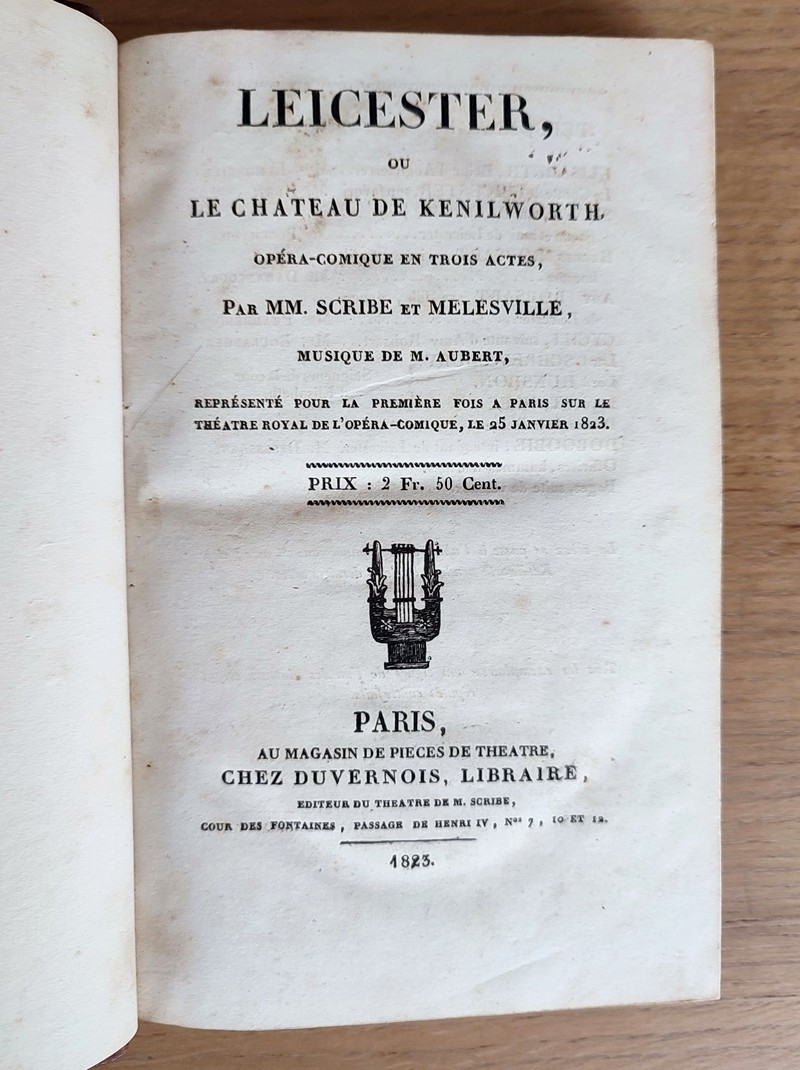 LEICESTER,
OU
LE CHATEAU DE KENILWORTH,
OPÉRA-COMIQUE EN TROIS ACTES,
PAR MM. SCRIBE ET MELESVILLE,
MUSIQUE DE M. AUBERT,
REPRÉSENTÉ POUR LA PREMIÈRE FOIS A PARIS SUR LE
THÉATRE ROYAL DE L'OPÉRA-COMIQUE, LE 25 JANVIER 1823.
PRIX : 2 Fr. 50 Cent.
PARIS,
AU MAGASIN DE PIECES DE THEATRE,
CHEZ DUVERNOIS, LIBRAIRE,
EDITEUR DU THEATRE DE M. SCRIBE,
COUR DES FONTAINES, PASSAGE DE HENRI IV, Nos 7, 10 ET 12.
1823.